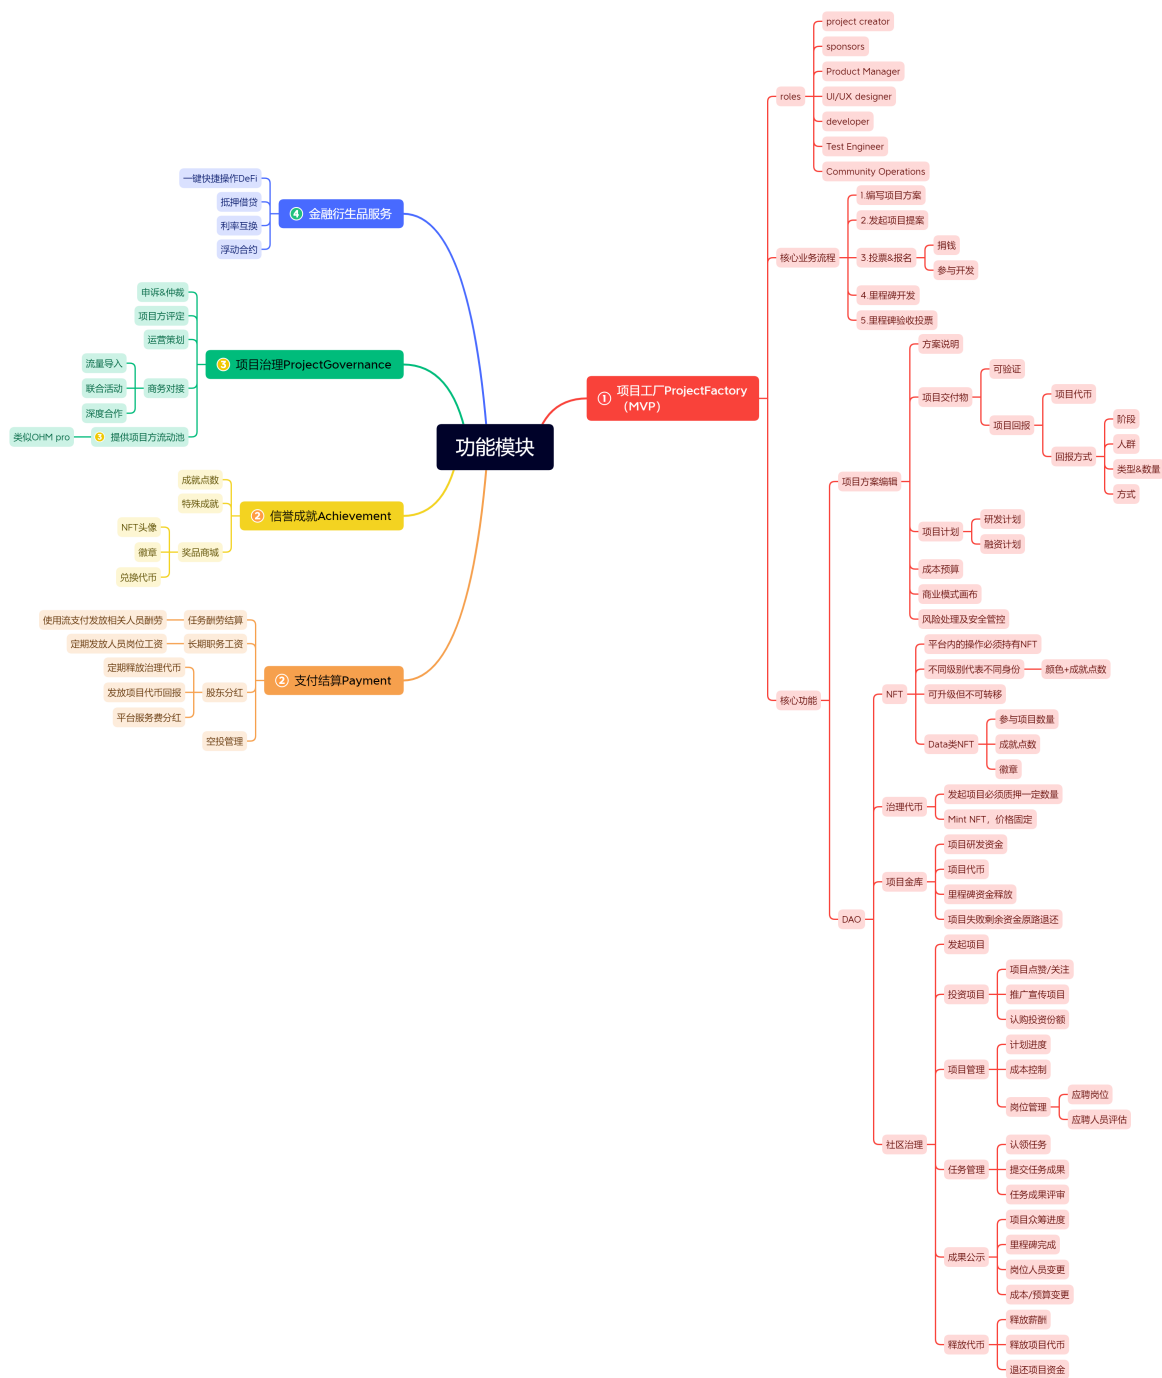 功能模块
① 项目工厂ProjectFactory
（MVP）
roles
project creator
sponsors
Product Manager
UI/UX designer
developer
Test Engineer
Community Operations
核心业务流程
1.编写项目方案
2.发起项目提案
3.投票&报名
捐钱
参与开发
4.里程碑开发
5.里程碑验收投票
核心功能
项目方案编辑
方案说明
项目交付物
可验证
项目回报
项目代币
回报方式
阶段
人群
类型&数量
方式
项目计划
研发计划
融资计划
成本预算
商业模式画布
风险处理及安全管控
DAO
NFT
平台内的操作必须持有NFT
不同级别代表不同身份
颜色+成就点数
可升级但不可转移
Data类NFT
参与项目数量
成就点数
徽章
治理代币
发起项目必须质押一定数量
Mint NFT，价格固定
项目金库
项目研发资金
项目代币
里程碑资金释放
项目失败剩余资金原路退还
社区治理
发起项目
投资项目
项目点赞/关注
推广宣传项目
认购投资份额
项目管理
计划进度
成本控制
岗位管理
应聘岗位
应聘人员评估
任务管理
认领任务
提交任务成果
任务成果评审
成果公示
项目众筹进度
里程碑完成
岗位人员变更
成本/预算变更
释放代币
释放薪酬
释放项目代币
退还项目资金
④ 金融衍生品服务
一键快捷操作DeFi
抵押借贷
利率互换
浮动合约
③ 项目治理ProjectGovernance
申诉&仲裁
项目方评定
运营策划
商务对接
流量导入
联合活动
深度合作
③ 提供项目方流动池
类似OHM pro
② 信誉成就Achievement
成就点数
特殊成就
奖品商城
NFT头像
徽章
兑换代币
② 支付结算Payment
任务酬劳结算
使用流支付发放相关人员酬劳
长期职务工资
定期发放人员岗位工资
股东分红
定期释放治理代币
发放项目代币回报
平台服务费分红
空投管理